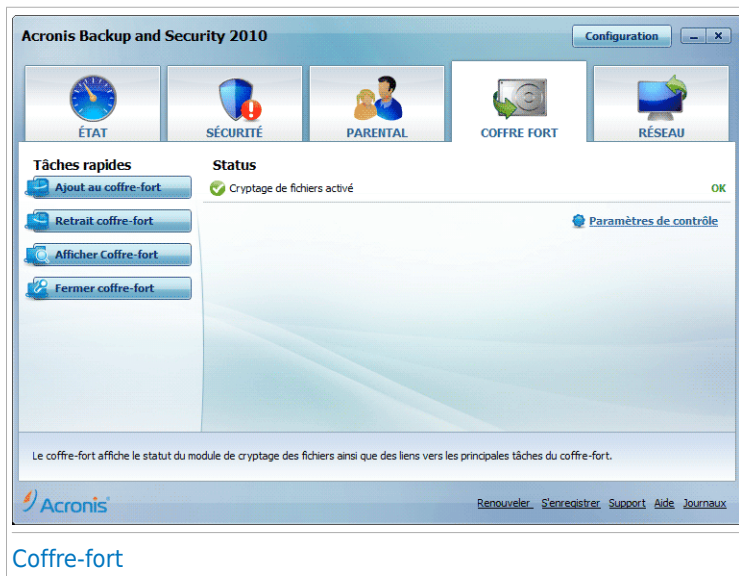 Acronis Backup and Security 2010
Configuration
ÉTAT
SÉCURITÉ
PARENTAL
COFFRE FORT
RÉSEAU
Tâches rapides
Ajout au coffre-fort
Retrait coffre-fort
Afficher Coffre-fort
Fermer coffre-fort
Status
Cryptage de fichiers activé
OK
Paramètres de contrôle
Le coffre-fort affiche le statut du module de cryptage des fichiers ainsi que des liens vers les principales tâches du coffre-fort.
Acronis
Renouveler S'enregistrer Support Aide Journaux
Coffre-fort